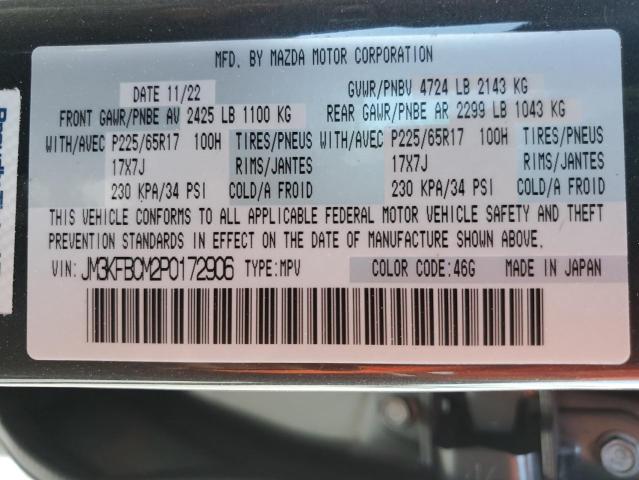 MFD. BY MAZDA MOTOR CORPORATION
DATE 11/22 GVWR/PNBV 4724 LB 2143 KG
FRONT GAWR/PNBE AV 2425 LB 1100 KG REAR GAWR/PNBE AR 2299 LB 1043 KG
WITH/AVEC P225/65R17 100H TIRES/PNEUS WITH/AVEC P225/65R17 100H TIRES/PNEUS
17X7J RIMS/JANTES 17X7J RIMS/JANTES
230 KPA/34 PSI COLD/A FROID 230 KPA/34 PSI COLD/A FROID
THIS VEHICLE CONFORMS TO ALL APPLICABLE FEDERAL MOTOR VEHICLE SAFETY AND THEFT
PREVENTION STANDARDS IN EFFECT ON THE DATE OF MANUFACTURE SHOWN ABOVE.
VIN: JM3KFBCM2P0172906 TYPE:MPV COLOR CODE:46G MADE IN JAPAN